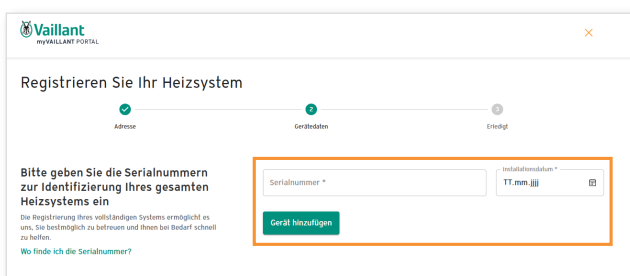 Vaillant
myVAILLANT PORTAL
Registrieren Sie Ihr Heizsystem
2
3
Adresse
Gerätedaten
Erledigt
Bitte geben Sie die Serialnummern
zur Identifizierung Ihres gesamten
Heizsystems ein
Die Registrierung Ihres vollständigen Systems ermöglicht es
uns, Sie bestmöglich zu betreuen und Ihnen bei Bedarf schnell
zu helfen.
Wo finde ich die Serialnummer?
Serialnummer *
Installationsdatum *
TT.mm.jjjj
Gerät hinzufügen